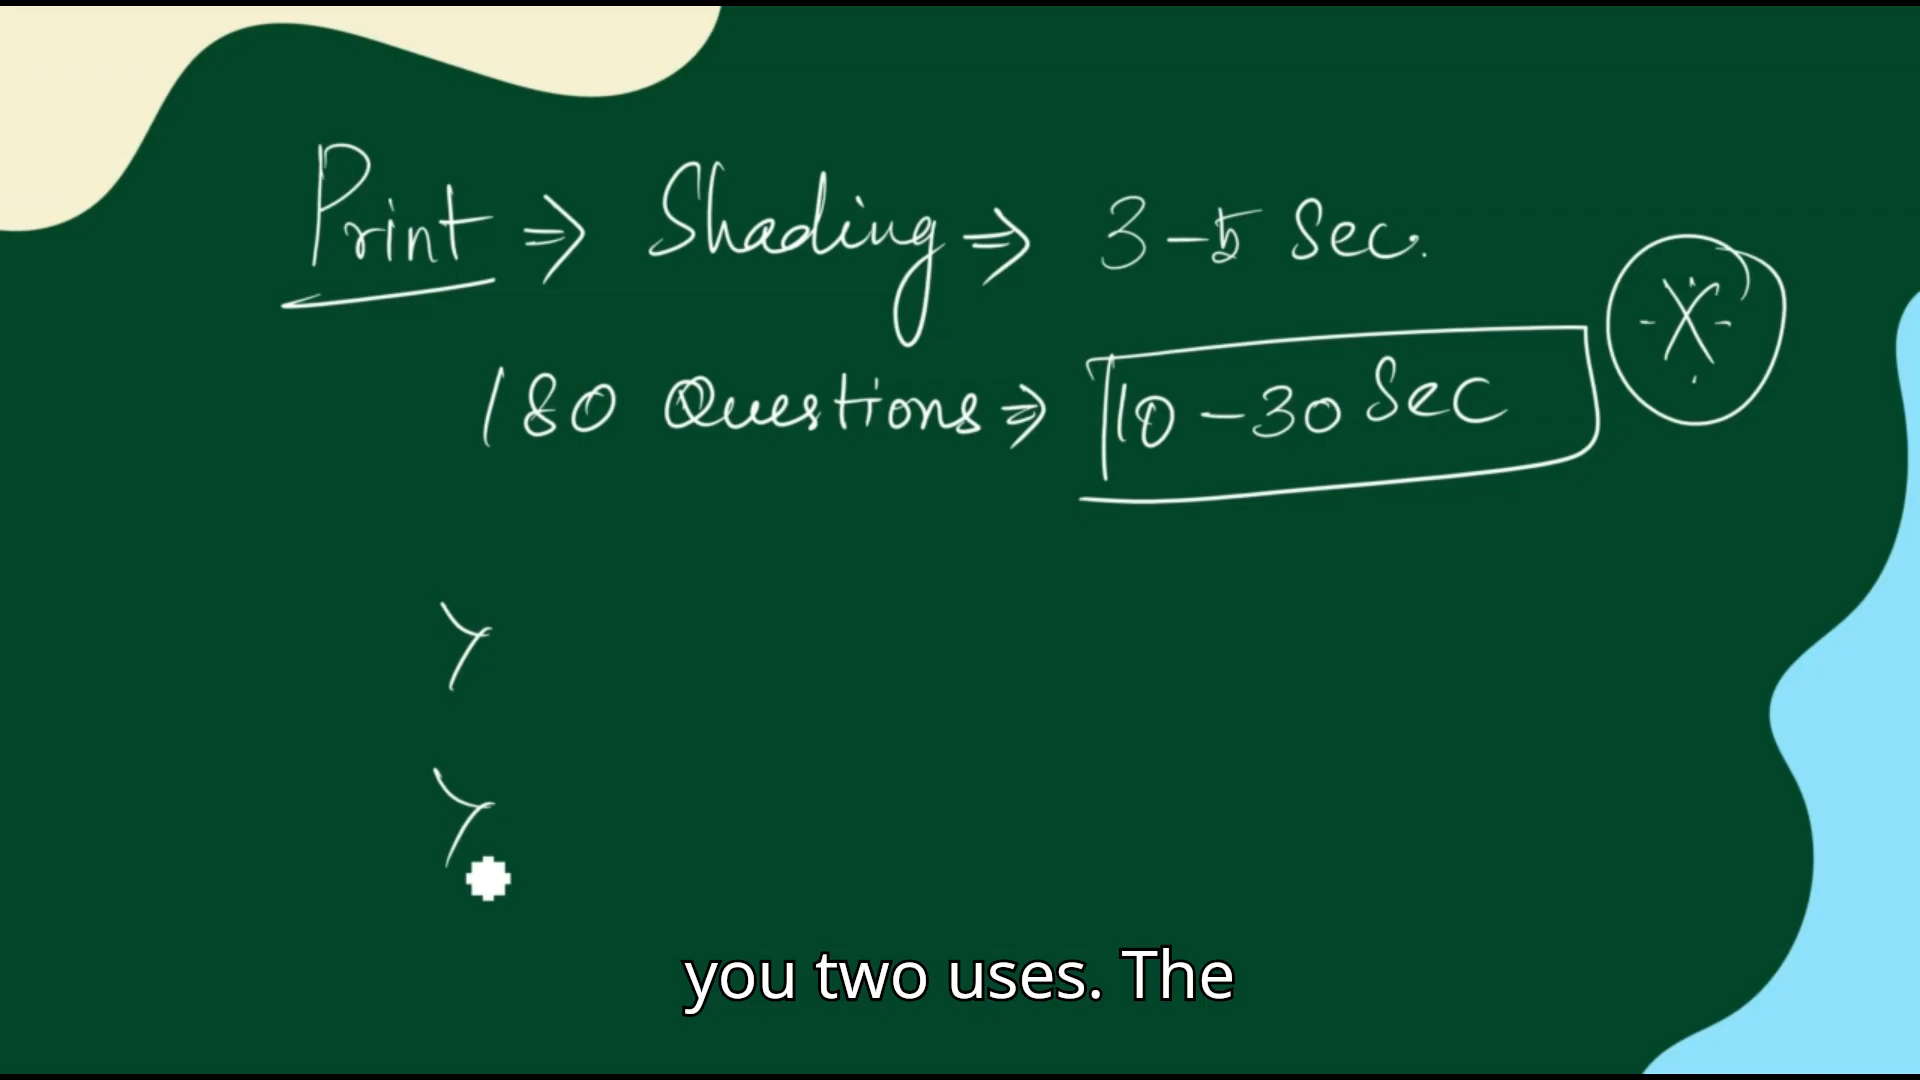 Print ⇒ Shading ⇒ 3-5 Sec.
X
180 Questions ⇒ 10-30 Sec
you two uses. The